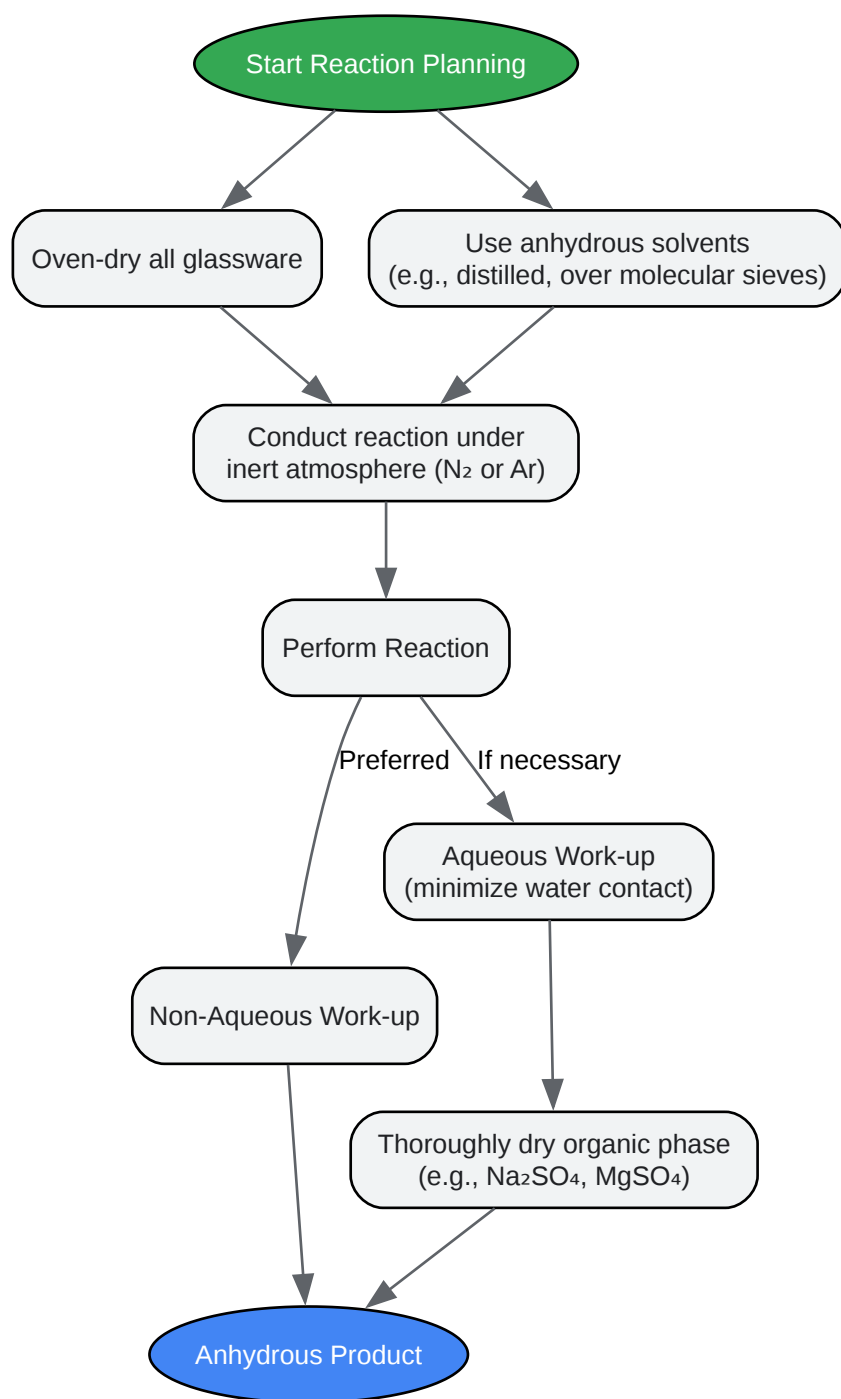 Start Reaction Planning
Oven-dry all glassware
Use anhydrous solvents
(e.g., distilled, over molecular sieves)
Conduct reaction under
inert atmosphere (N₂ or Ar)
Perform Reaction
Preferred
If necessary
Aqueous Work-up
(minimize water contact)
Non-Aqueous Work-up
Thoroughly dry organic phase
(e.g., Na₂SO₄, MgSO₄)
Anhydrous Product